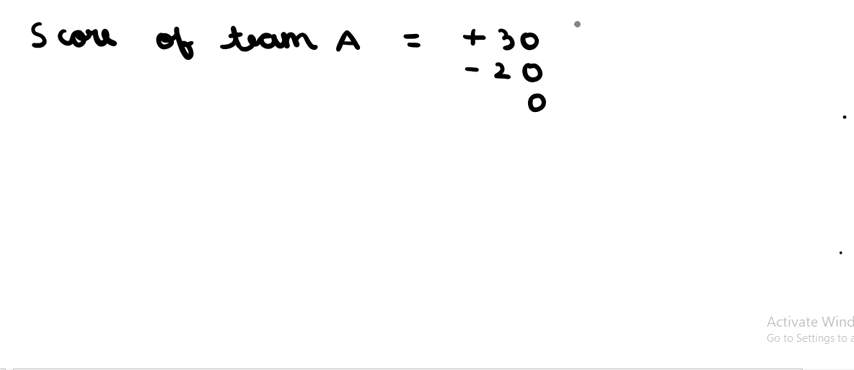 Score of team A = +30
-20
0
Activate Wind
Go to Settings to a